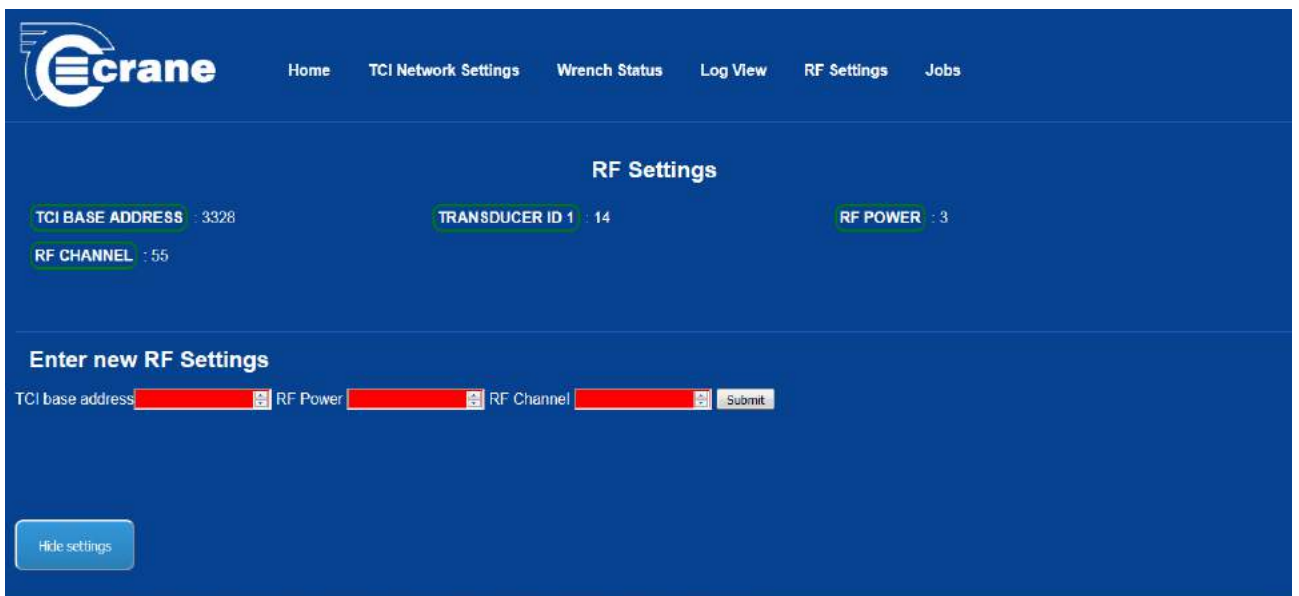 crane
Home TCI Network Settings Wrench Status Log View RF Settings Jobs
RF Settings
TCI BASE ADDRESS : 3328 TRANSDUCER ID 1 : 14 RF POWER : 3
RF CHANNEL : 55
Enter new RF Settings
TCI base address RF Power RF Channel Submit
Hide settings